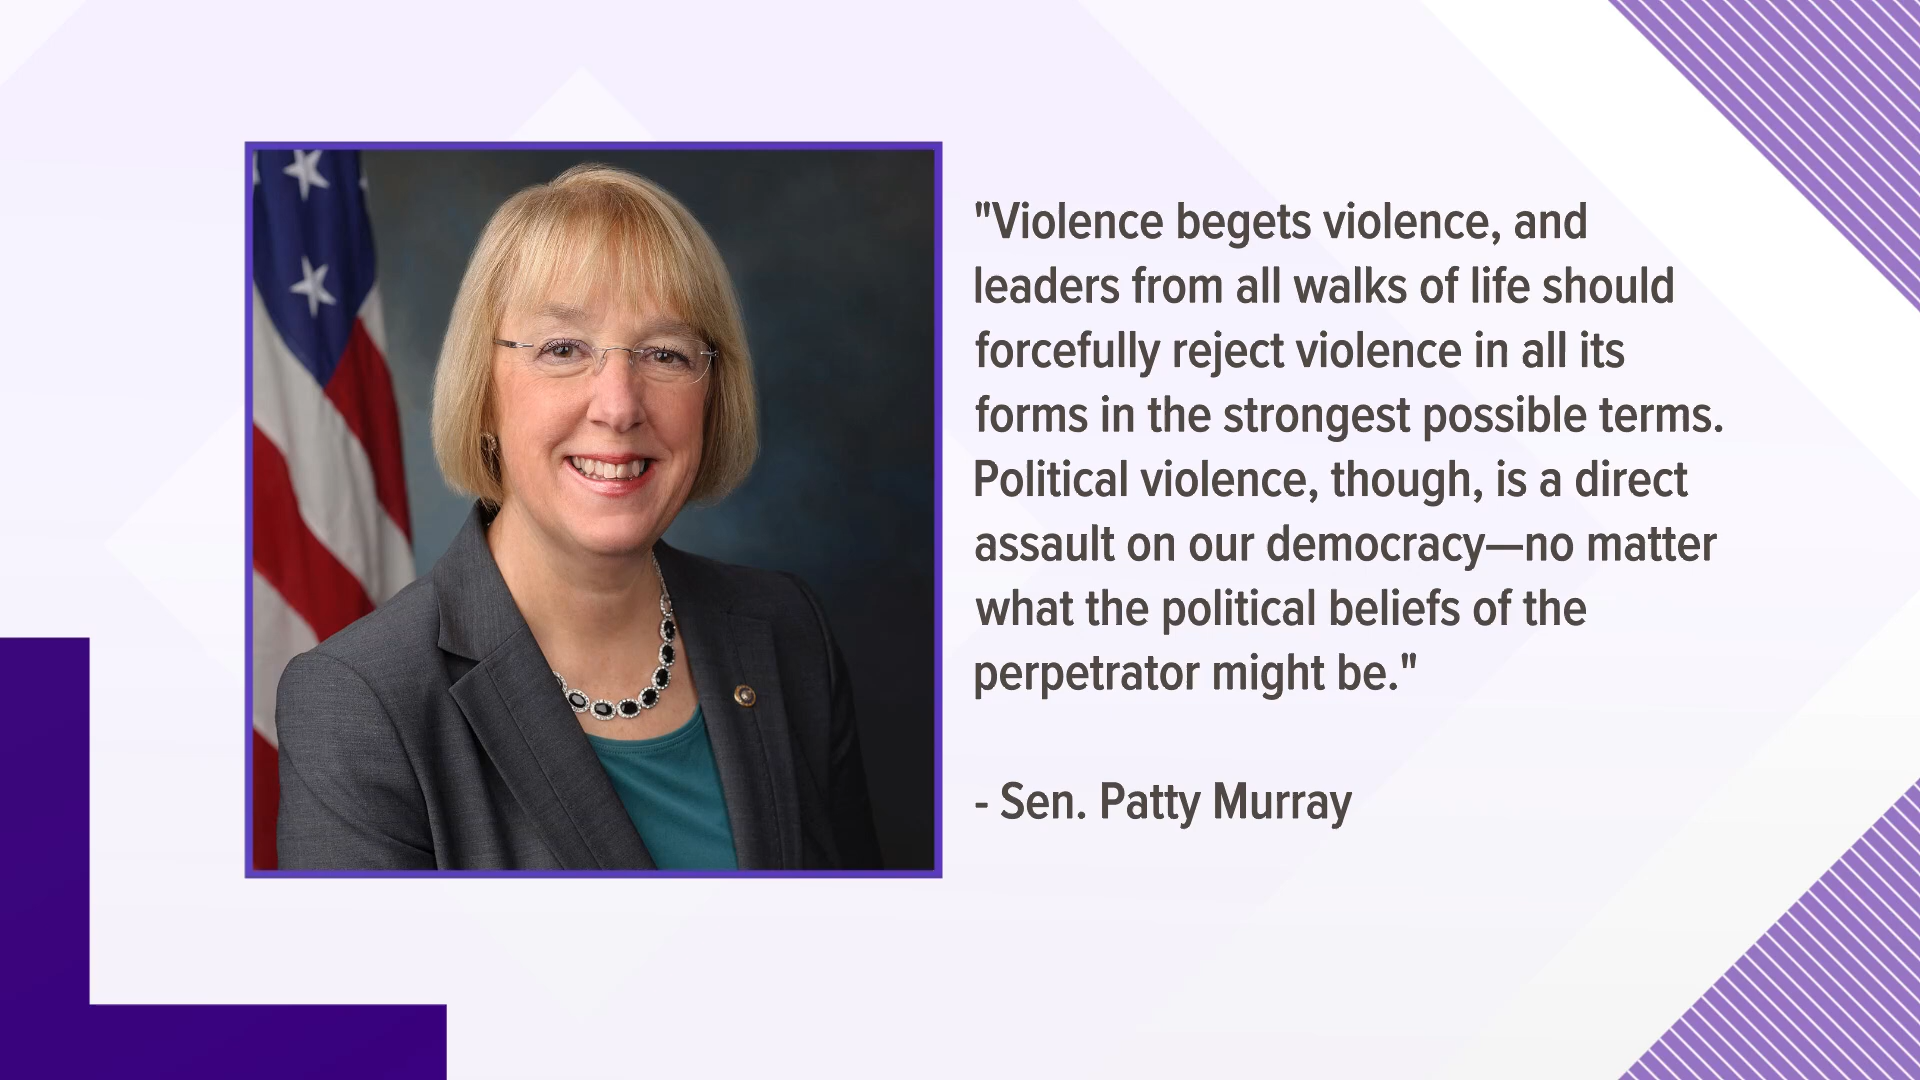 "Violence begets violence, and
leaders from all walks of life should
forcefully reject violence in all its
forms in the strongest possible terms.
Political violence, though, is a direct
assault on our democracy—no matter
what the political beliefs of the
perpetrator might be."
- Sen. Patty Murray